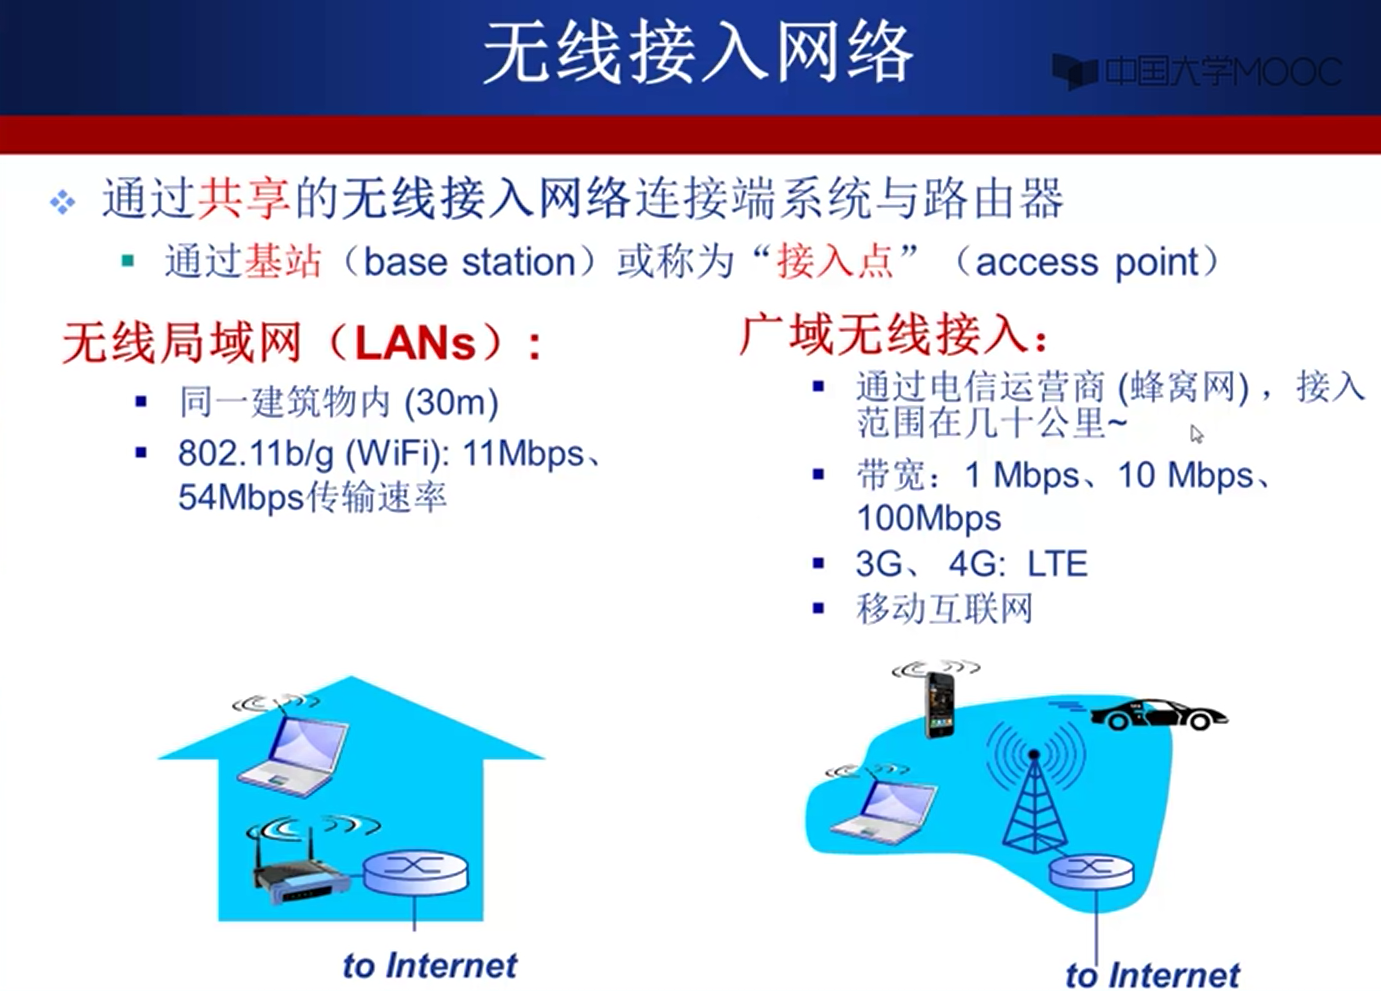 无线接入网络
中国大学MOOC
通过共享的无线接入网络连接端系统与路由器
通过基站（base station）或称为“接入点”（access point）
无线局域网（LANs）:
同一建筑物内 (30m)
802.11b/g (WiFi): 11Mbps、
54Mbps传输速率
广域无线接入：
通过电信运营商 (蜂窝网) ，接入
范围在几十公里~
带宽：1 Mbps、10 Mbps、
100Mbps
3G、 4G: LTE
移动互联网
to Internet
to Internet